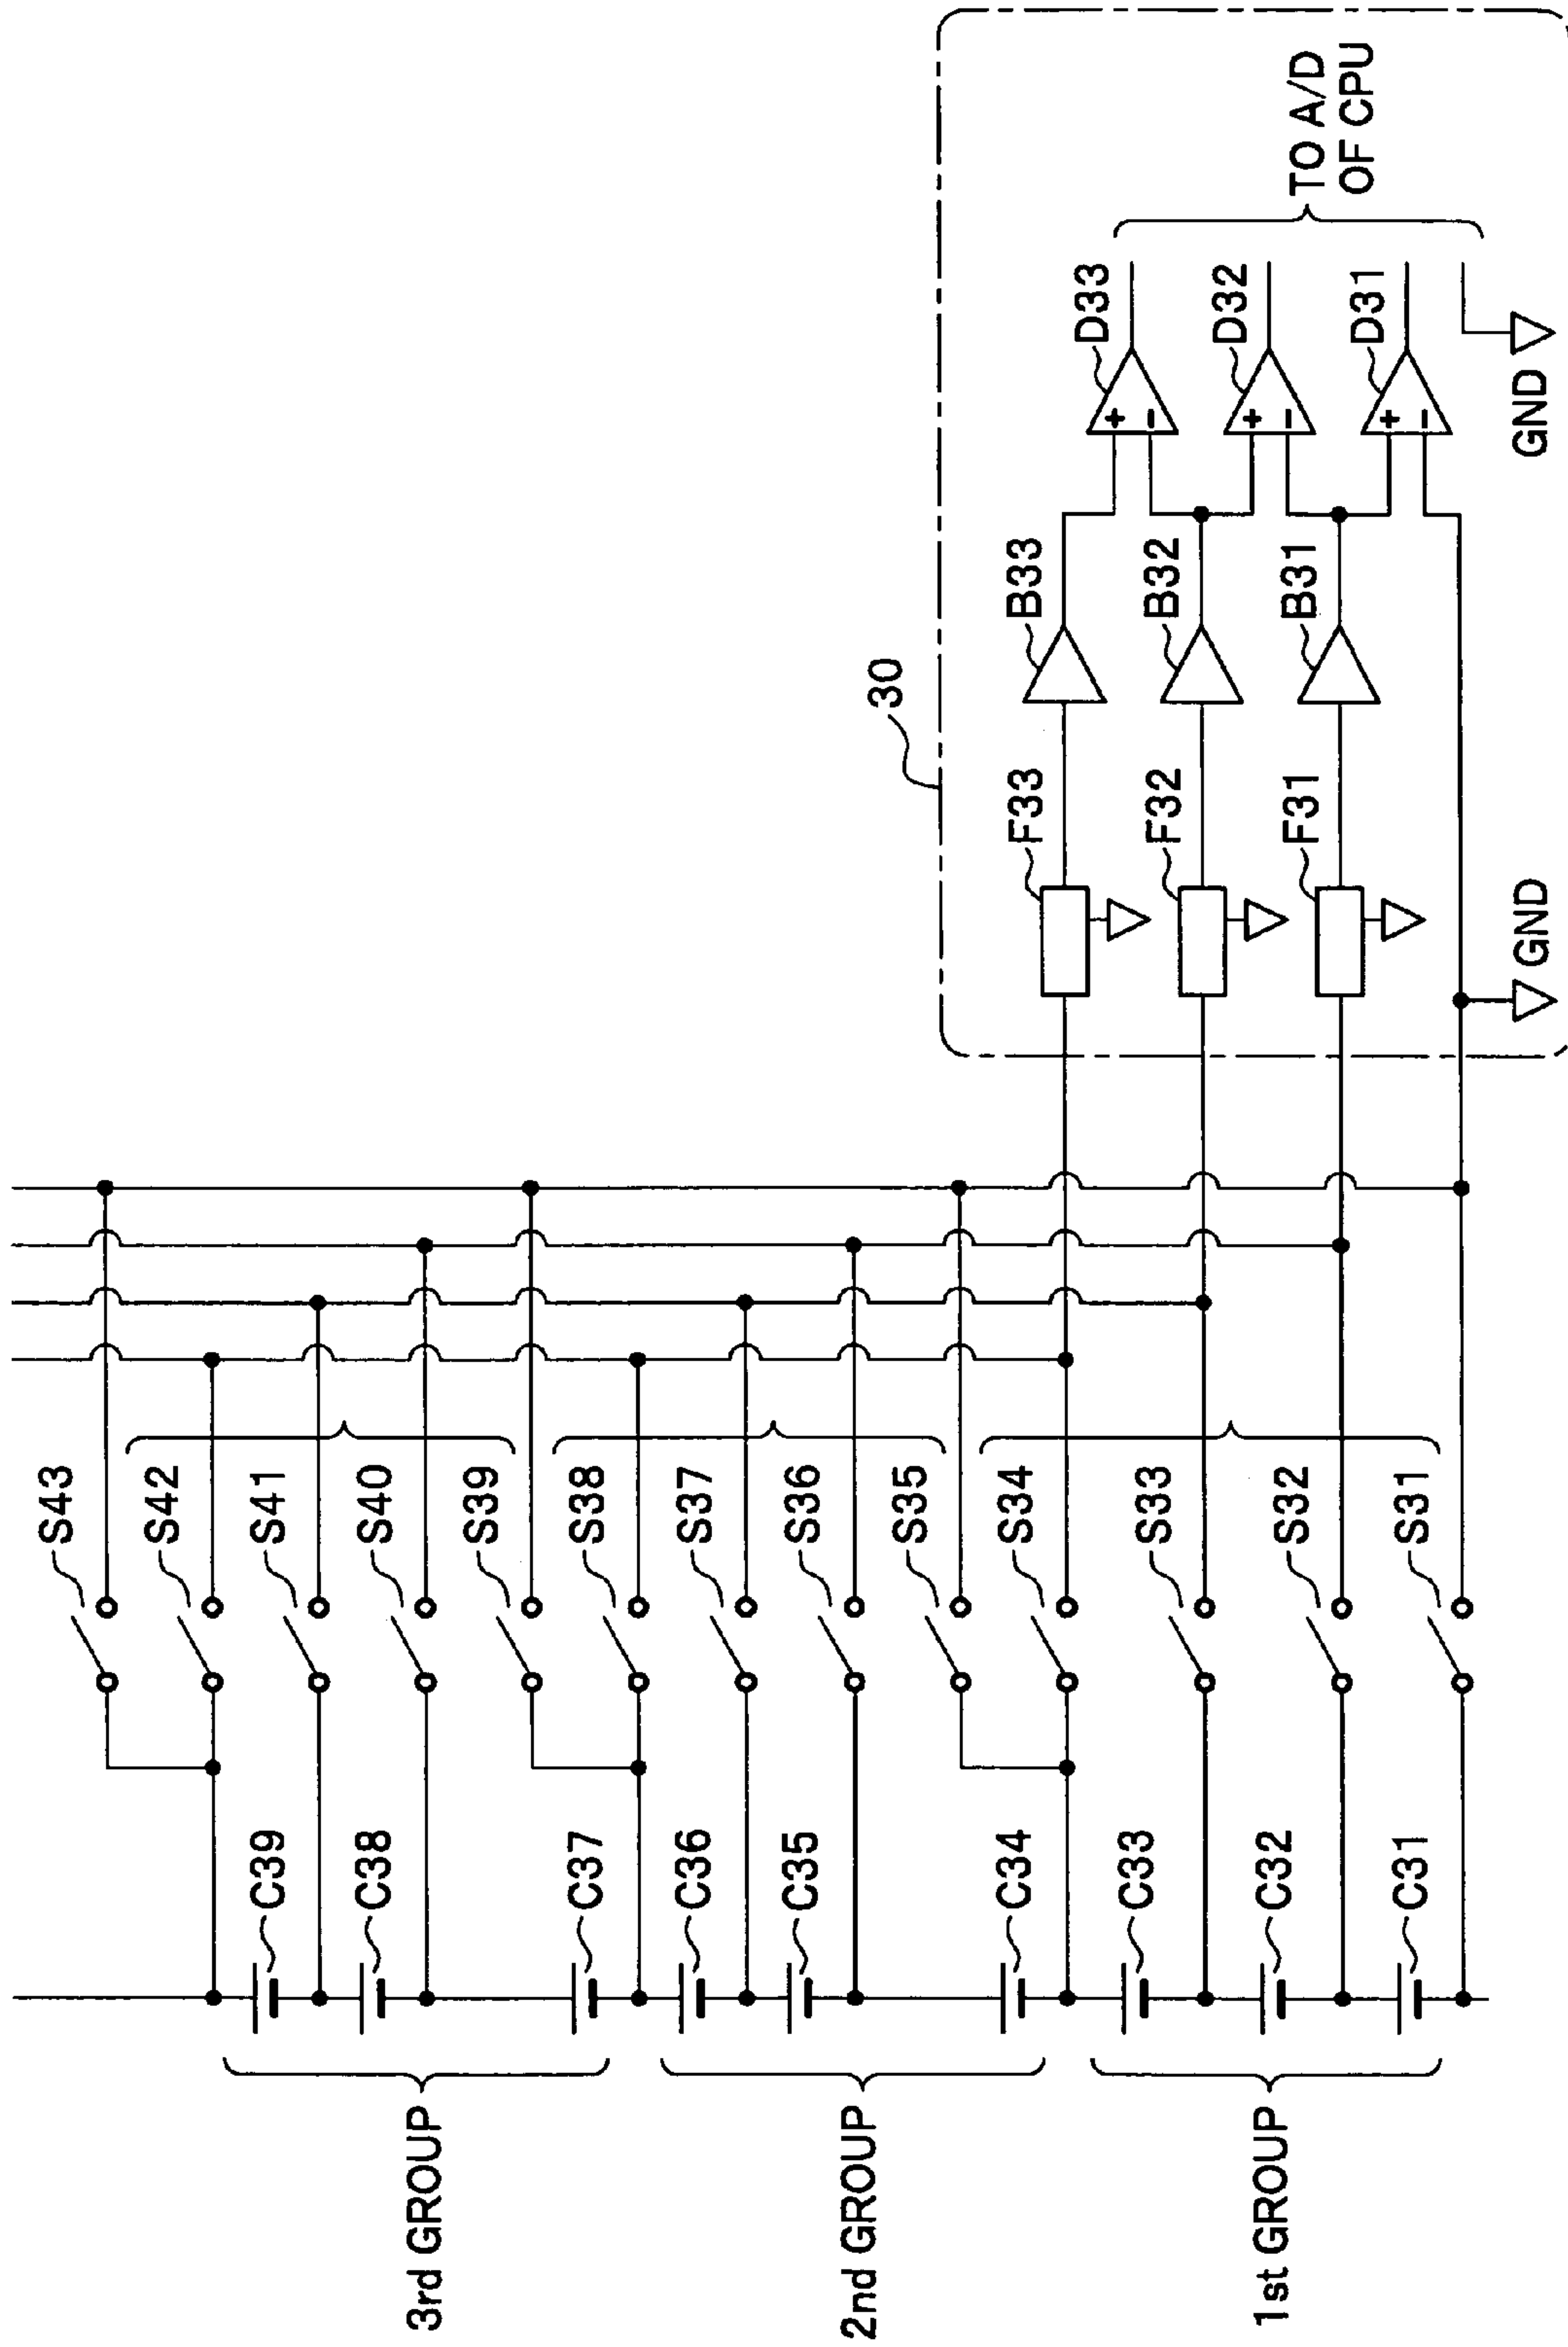 3rd GROUP
2nd GROUP
1st GROUP
C39
C38
C37
C36
C35
C34
C33
C32
C31
S43
S42
S41
S40
S39
S38
S37
S36
S35
S34
S33
S32
S31
30
F33
F32
F31
B33
B32
B31
D33
D32
D31
+
-
+
-
+
-
GND
GND
TO A/D
OF CPU